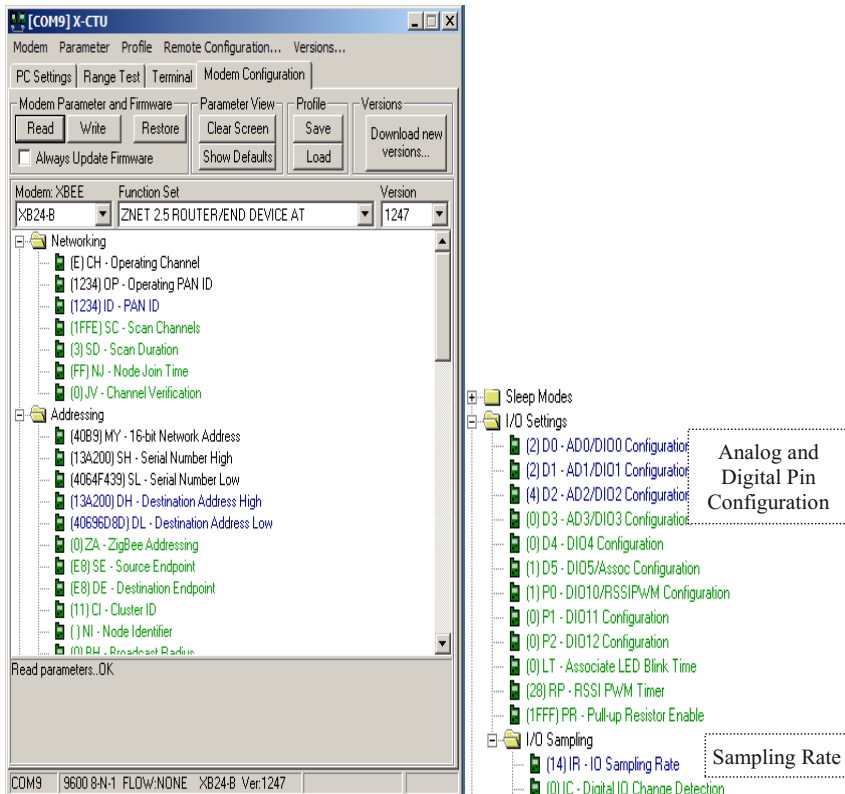 [COM9] X-CTU
Modem Parameter Profile Remote Configuration... Versions...
PC Settings Range Test Terminal Modem Configuration
Modem Parameter and Firmware Parameter View Profile Versions
Read Write Restore Clear Screen Save Download new versions...
Always Update Firmware Show Defaults Load
Modem: XBEE Function Set Version
XB24-B ZNET 2.5 ROUTER/END DEVICE AT 1247
Networking
(E) CH - Operating Channel
(1234) OP - Operating PAN ID
(1234) ID - PAN ID
(1FFE) SC - Scan Channels
(3) SD - Scan Duration
(FF) NJ - Node Join Time
(0) JV - Channel Verification
Addressing
(40B9) MY - 16-bit Network Address
(13A200) SH - Serial Number High
(4064F439) SL - Serial Number Low
(13A200) DH - Destination Address High
(40696D8D) DL - Destination Address Low
(0) ZA - ZigBee Addressing
(E8) SE - Source Endpoint
(E8) DE - Destination Endpoint
(11) CI - Cluster ID
( ) NI - Node Identifier
(0) BH - Broadcast Radius
Read parameters..OK
COM9 9600 8-N-1 FLOW:NONE XB24-B Ver:1247
Sleep Modes
I/O Settings
(2) D0 - AD0/DIO0 Configuration
(2) D1 - AD1/DIO1 Configuration
(4) D2 - AD2/DIO2 Configuration
(0) D3 - AD3/DIO3 Configuration
(0) D4 - DIO4 Configuration
(1) D5 - DIO5/Assoc Configuration
(1) P0 - DIO10/RSSIPWM Configuration
(0) P1 - DIO11 Configuration
(0) P2 - DIO12 Configuration
(0) LT - Associate LED Blink Time
(28) RP - RSSI PWM Timer
(1FFF) PR - Pull-up Resistor Enable
I/O Sampling
(14) IR - IO Sampling Rate
(0) IC - Digital IO Change Detection
Analog and
Digital Pin
Configuration
Sampling Rate